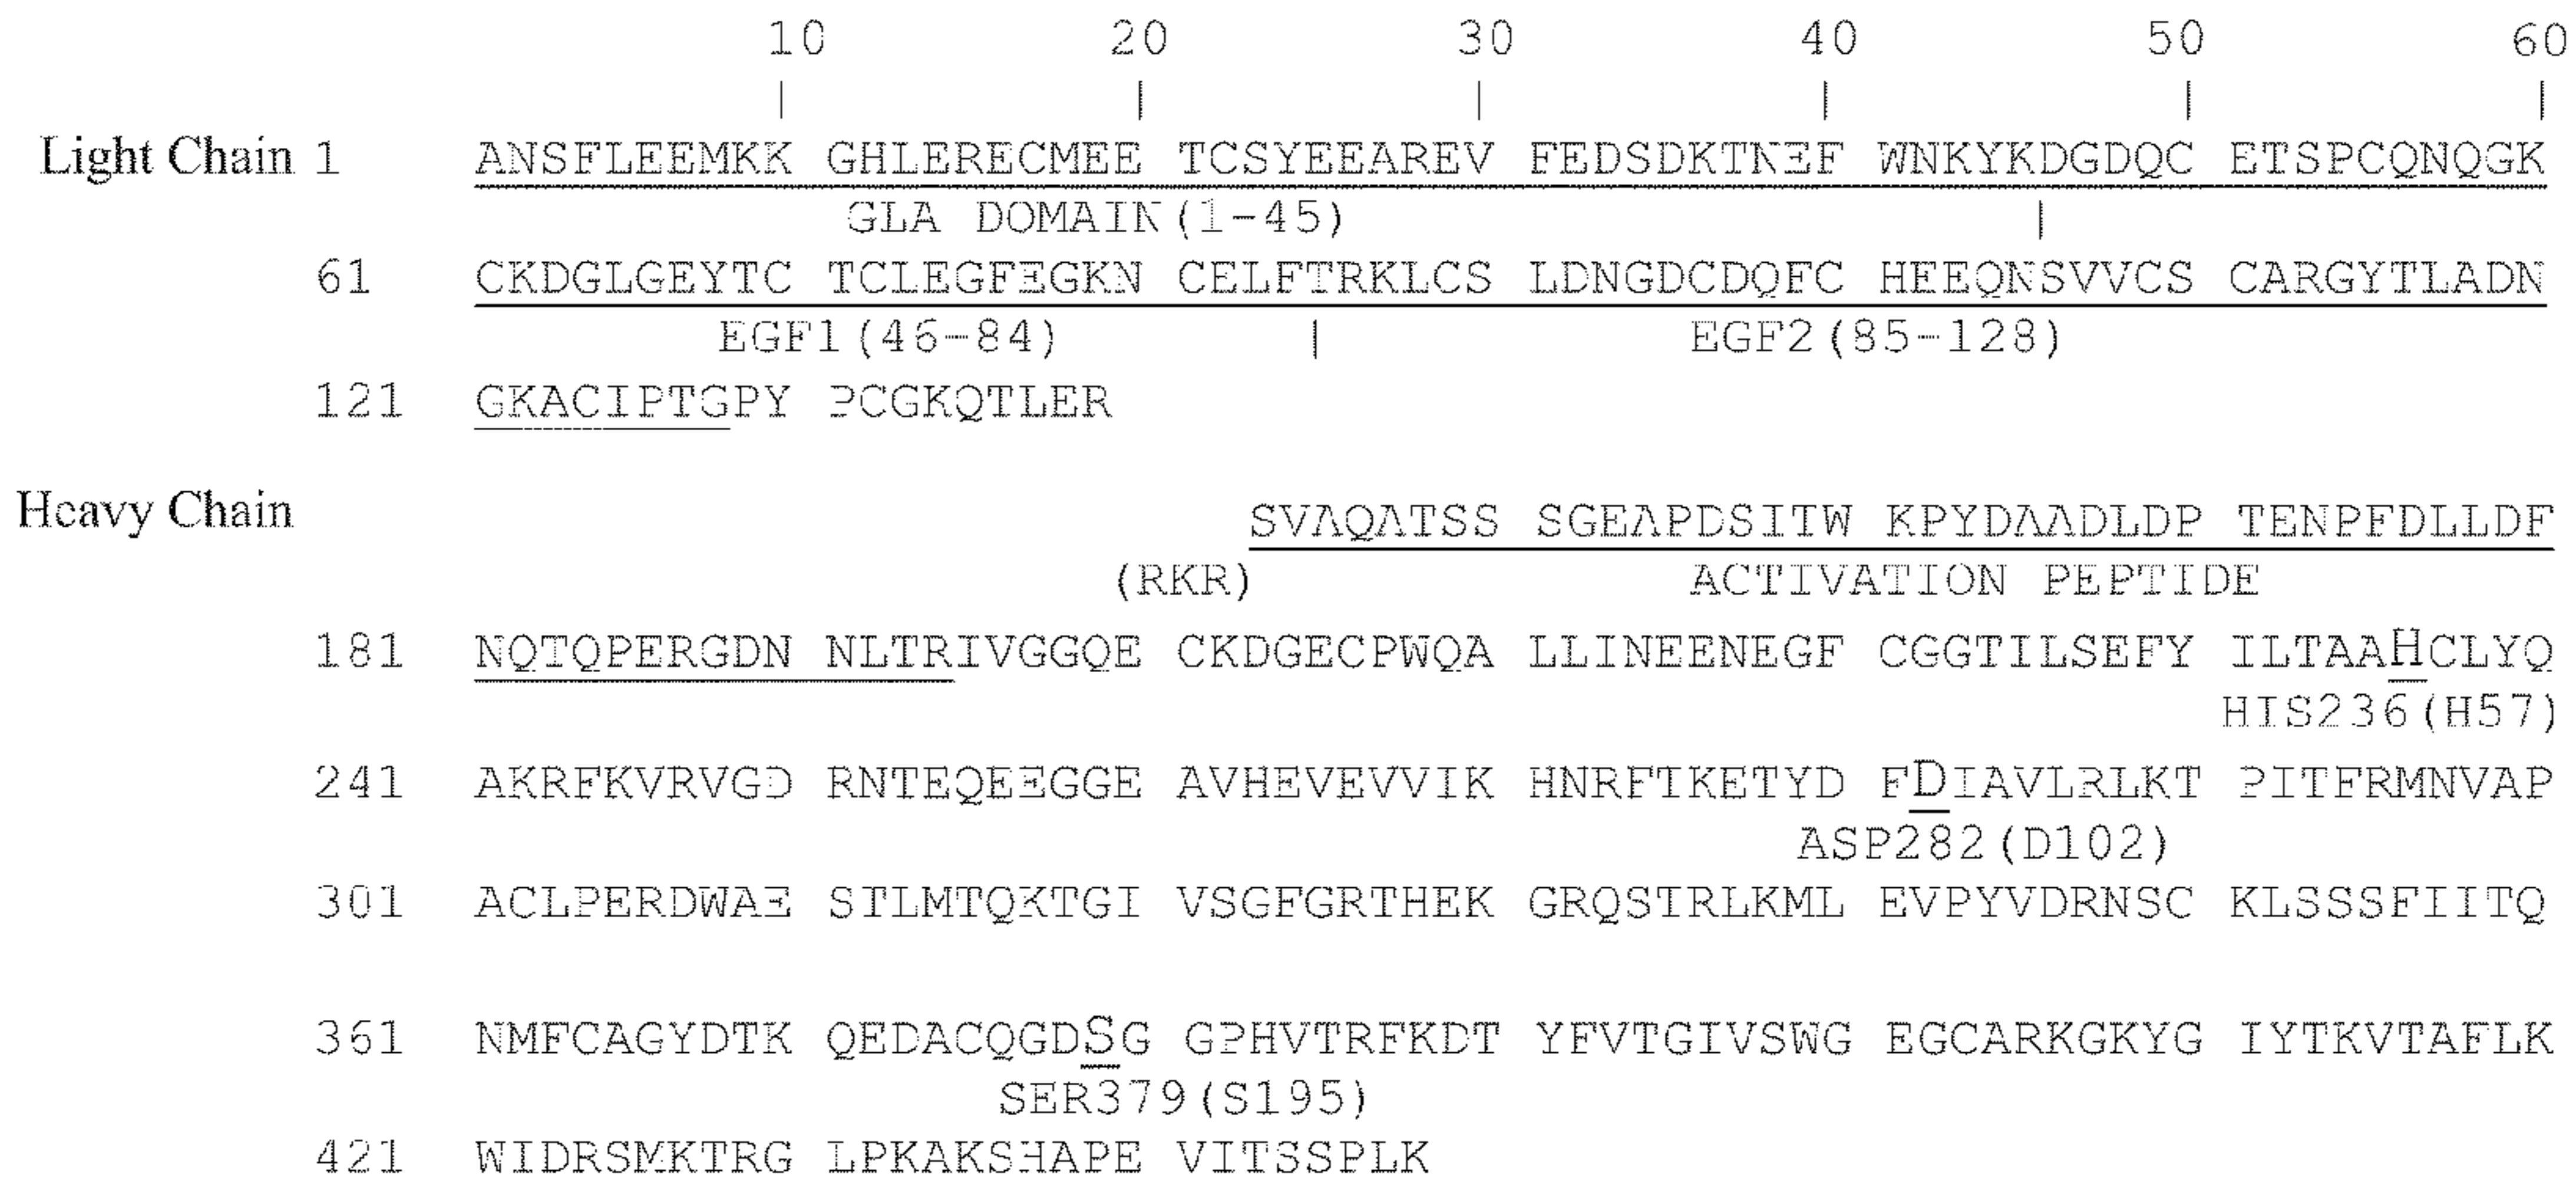 10 20 30 40 50 60
Light Chain 1 ANSFLEEMKK GHLERECMEE TCSYEEAREV FEDSDKTNEF WNKYKDGDQC ETSPCQNQGK
GLA DOMAIN(1-45)
61 CKDGLGEYTC TCLEGFEGKN CELFTRKLCS LDNGDCDQFC HEEQNSVVCS CARGYTLADN
EGF1(46-84) EGF2(85-128)
121 GKACIPTGPY PCGKQTLER
Heavy Chain SVAQATSS SGEAPDSITW KPYDAADLDP TENPFDLLDF
(RKR) ACTIVATION PEPTIDE
181 NQTQPERGDN NLTRIVGGQE CKDGECPWQA LLINEENEGF CGGTILSEFY ILTAAHCLYQ
HIS236(H57)
241 AKRFKVRVGD RNTEQEEGGE AVHEVEVVIK HNRFTKETYD FDIAVLRLKT PITFRMNVAP
ASP282(D102)
301 ACLPERDWAE STLMTQKTGI VSGFGRTHEK GRQSTRLKML EVPYVDRNSC KLSSSFIITQ
361 NMFCAGYDTK QEDACQGDSG GPHVTRFKDT YFVTGIVSWG EGCARKGKYG IYTKVTAFLK
SER379(S195)
421 WIDRSMKTRG LPKAKSHAPE VITSSPLK